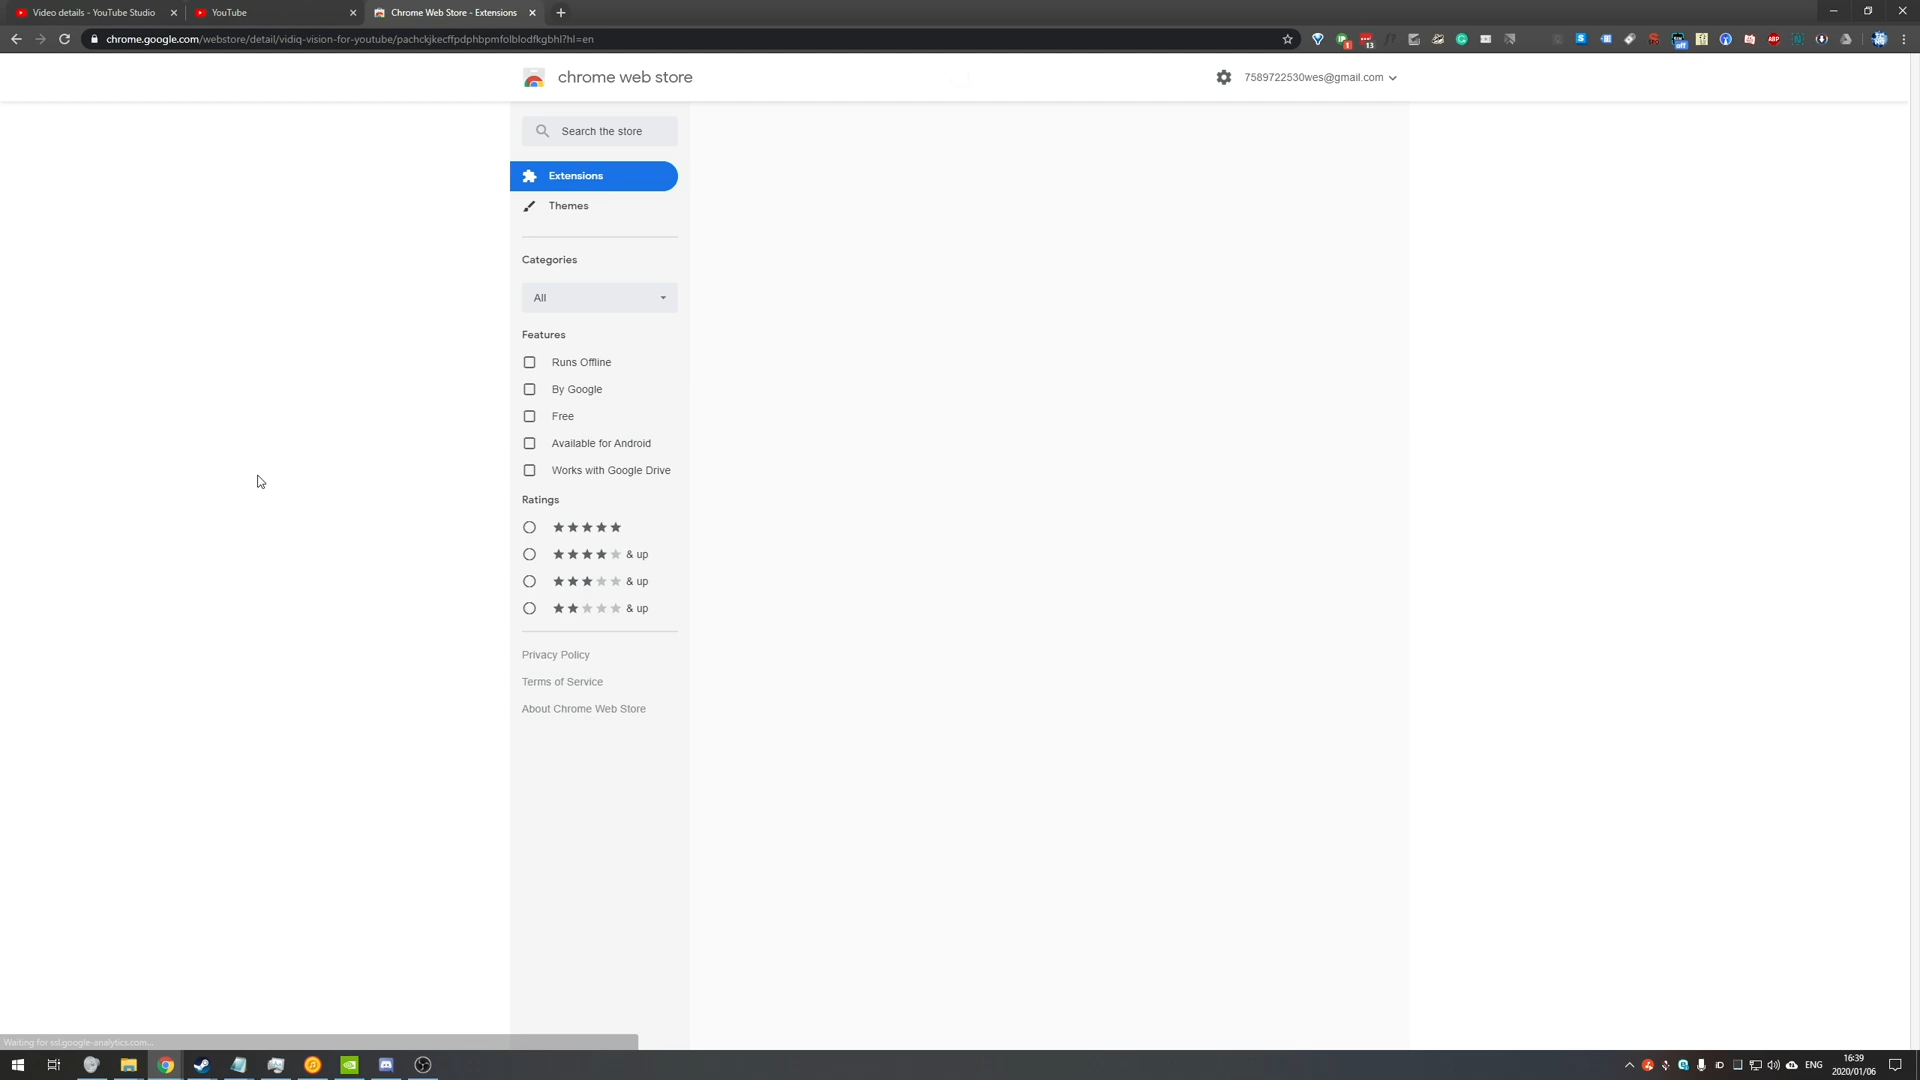 Video details - YouTube Studio
YouTube
Chrome Web Store - Extensions
chrome.google.com/webstore/detail/vidiq-vision-for-youtube/pachckjkecffpdphbpmfolblodfkgbhl?hl=en
chrome web store
7589722530wes@gmail.com
Search the store
Extensions
Themes
Categories
All
Features
Runs Offline
By Google
Free
Available for Android
Works with Google Drive
Ratings
& up
& up
& up
Privacy Policy
Terms of Service
About Chrome Web Store
Waiting for ssl.google-analytics.com...
ENG
16:39
2020/01/06